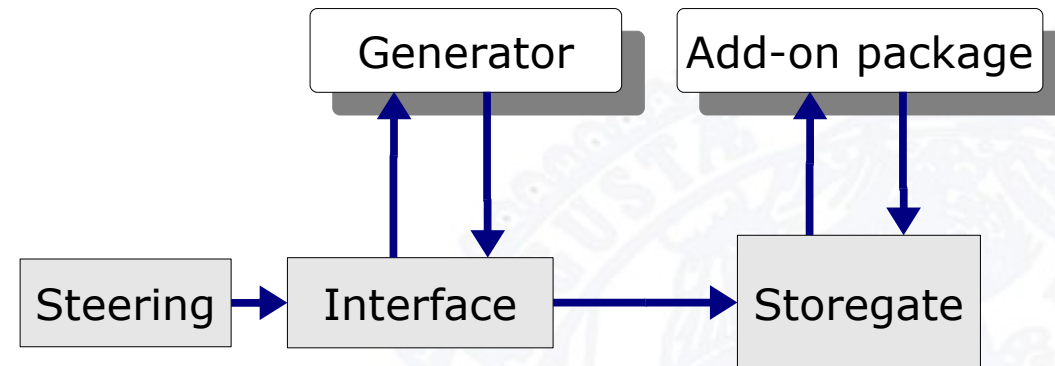 Generator
Add-on package
Steering
Interface
Storegate